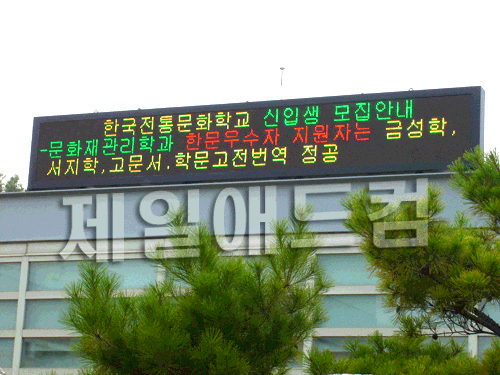 한국전통문화학교 신입생 모집안내
-문화재관리학과 한문우수자 지원자는 금성학,
서지학,고문서.학문고전번역 정공
제일애드컴